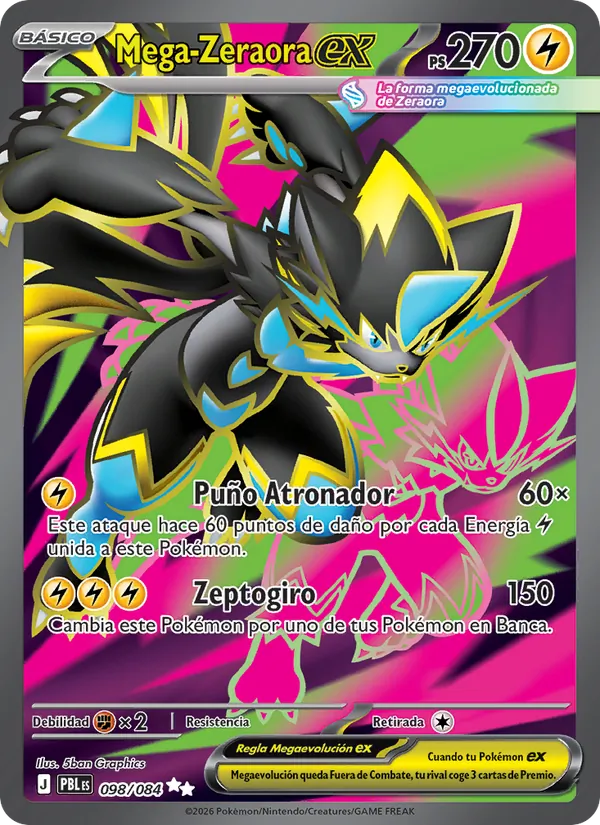 BÁSICO
Mega-Zeraora ex
PS 270
La forma megaevolucionada
de Zeraora
Puño Atronador 60×
Este ataque hace 60 puntos de daño por cada Energía
unida a este Pokémon.
Zeptogiro 150
Cambia este Pokémon por uno de tus Pokémon en Banca.
Debilidad ×2 Resistencia Retirada
Ilus. 5ban Graphics
Regla Megaevolución ex Cuando tu Pokémon ex
Megaevolución queda Fuera de Combate, tu rival coge 3 cartas de Premio.
J PBL ES 098/084
©2026 Pokémon/Nintendo/Creatures/GAME FREAK